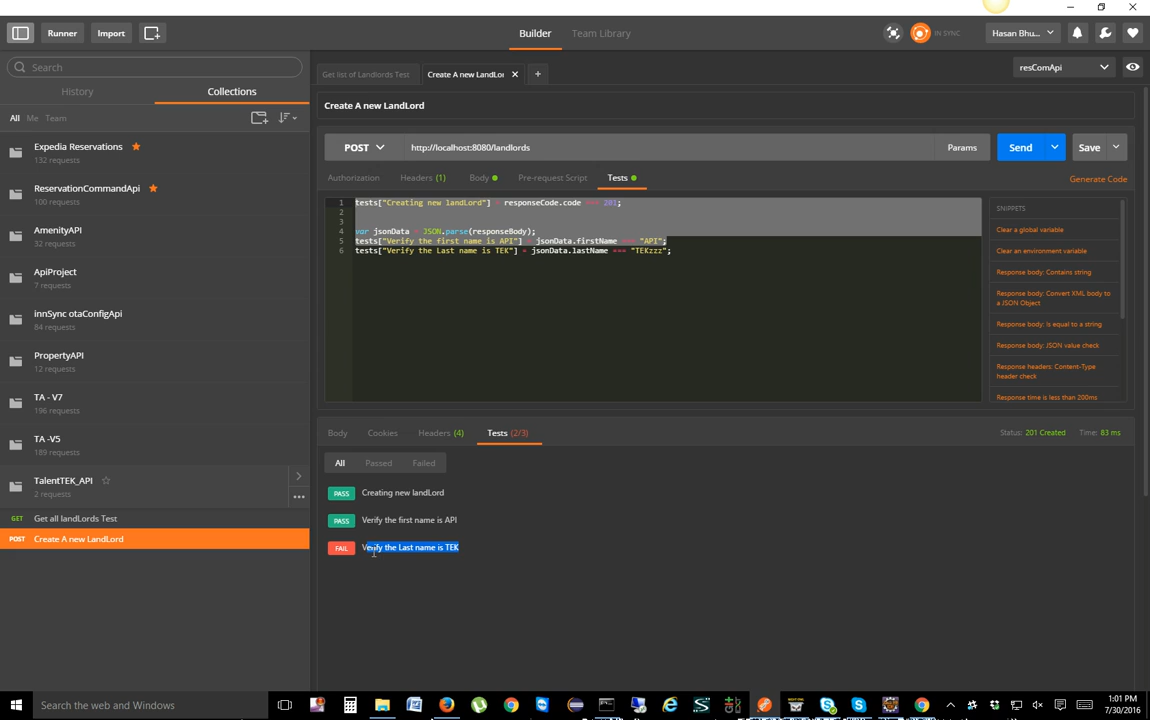 Runner
Import
Builder
Team Library
IN SYNC
Hasan Bhu...
Search
Get list of Landlords Test
Create A new LandLor
resComApi
History
Collections
Create A new LandLord
All Me Team
POST
http://localhost:8080/landlords
Params
Send
Save
Expedia Reservations
132 requests
ReservationCommandApi
100 requests
AmenityAPI
32 requests
ApiProject
7 requests
innSync otaConfigApi
84 requests
PropertyAPI
12 requests
TA - V7
196 requests
TA -V5
189 requests
TalentTEK_API
2 requests
GET Get all landLords Test
POST Create A new LandLord
Authorization
Headers (1)
Body
Pre-request Script
Tests
Generate Code
1 tests["Creating new landLord"] = responseCode.code === 201;
2
3
4 var jsonData = JSON.parse(responseBody);
5 tests["Verify the first name is API"] = jsonData.firstName === "API";
6 tests["Verify the Last name is TEK"] = jsonData.lastName === "TEKzzz";
SNIPPETS
Clear a global variable
Clear an environment variable
Response body: Contains string
Response body: Convert XML body to
a JSON Object
Response body: Is equal to a string
Response body: JSON value check
Response headers: Content-Type
header check
Response time is less than 200ms
Body
Cookies
Headers (4)
Tests (2/3)
Status: 201 Created
Time: 83 ms
All
Passed
Failed
PASS Creating new landLord
PASS Verify the first name is API
FAIL Verify the Last name is TEK
Search the web and Windows
1:01 PM
7/30/2016